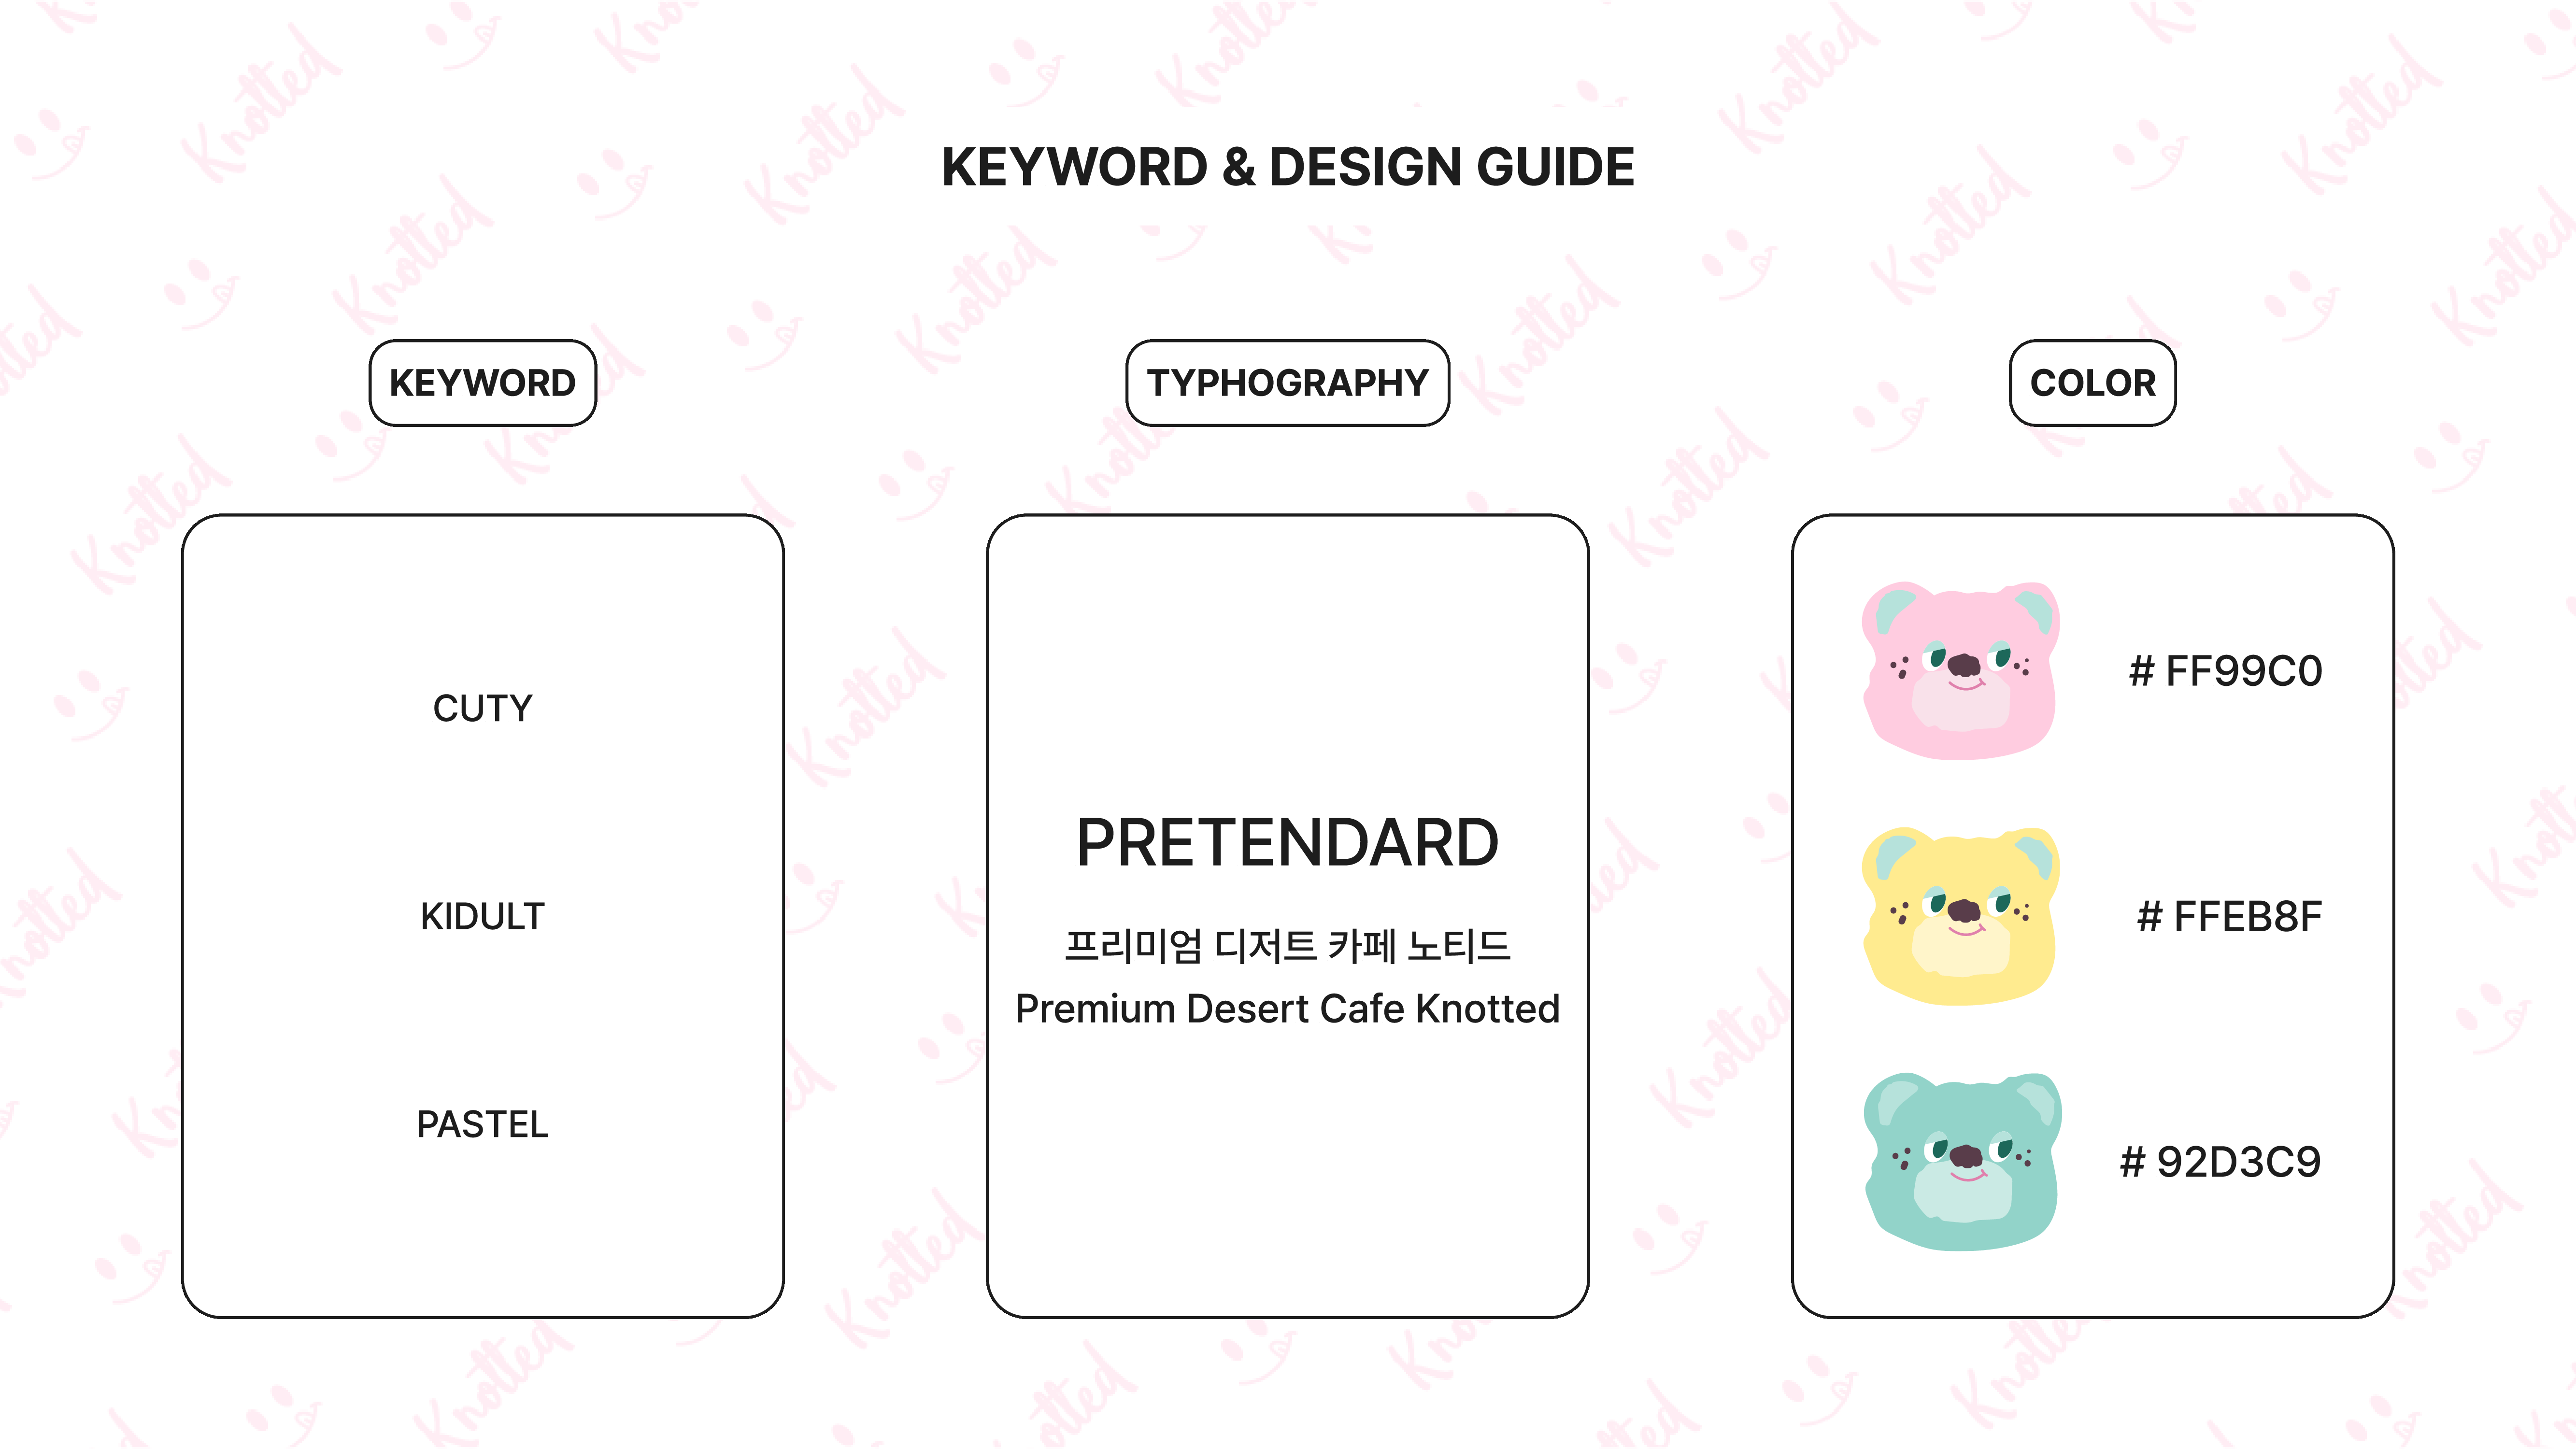 KEYWORD & DESIGN GUIDE
KEYWORD
CUTY
KIDULT
PASTEL
TYPHOGRAPHY
PRETENDARD
프리미엄 디저트 카페 노티드
Premium Desert Cafe Knotted
COLOR
# FF99C0
# FFEB8F
# 92D3C9
Knotted